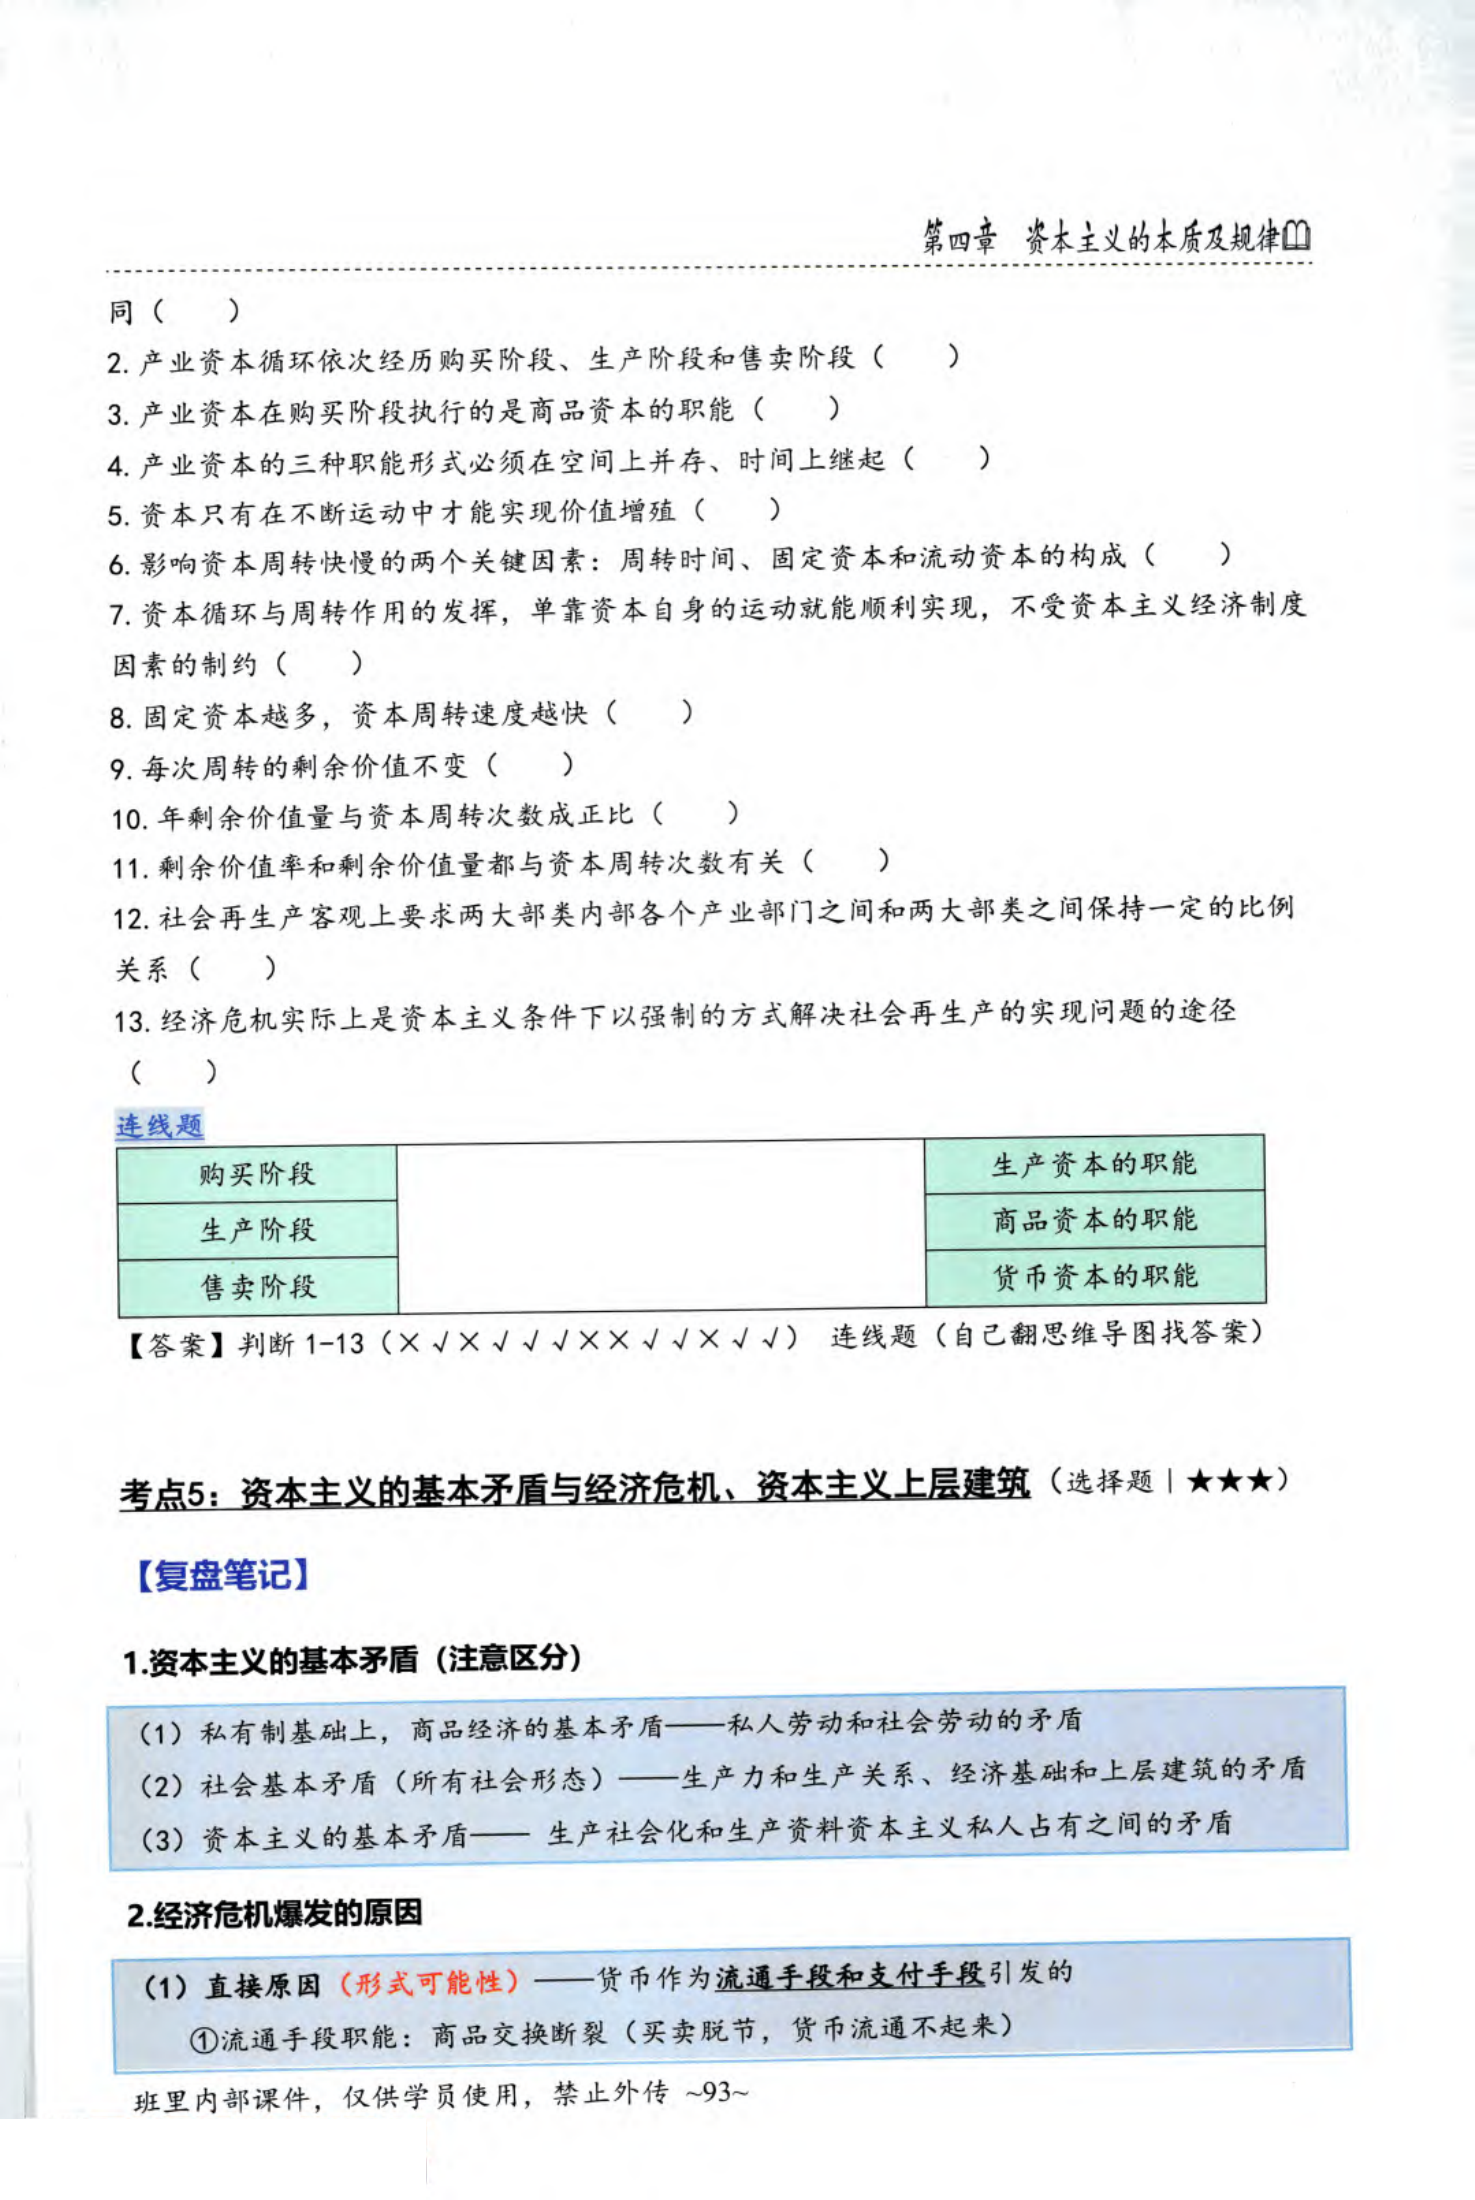 第四章 资本主义的本质及规律
同（ ）
2.产业资本循环依次经历购买阶段、生产阶段和售卖阶段（ ）
3.产业资本在购买阶段执行的是商品资本的职能（ ）
4.产业资本的三种职能形式必须在空间上并存、时间上继起（ ）
5.资本只有在不断运动中才能实现价值增殖（ ）
6.影响资本周转快慢的两个关键因素：周转时间、固定资本和流动资本的构成（ ）
7.资本循环与周转作用的发挥，单靠资本自身的运动就能顺利实现，不受资本主义经济制度
因素的制约（ ）
8.固定资本越多，资本周转速度越快（ ）
9.每次周转的剩余价值不变（ ）
10.年剩余价值量与资本周转次数成正比（ ）
11.剩余价值率和剩余价值量都与资本周转次数有关（ ）
12.社会再生产客观上要求两大部类内部各个产业部门之间和两大部类之间保持一定的比例
关系（ ）
13.经济危机实际上是资本主义条件下以强制的方式解决社会再生产的实现问题的途径
（ ）
连线题
购买阶段 生产资本的职能
生产阶段 商品资本的职能
售卖阶段 货币资本的职能
【答案】判断 1-13（×√×√√√××√√×√√） 连线题（自己翻思维导图找答案）
考点5：资本主义的基本矛盾与经济危机、资本主义上层建筑（选择题|★★★）
【复盘笔记】
1.资本主义的基本矛盾（注意区分）
（1）私有制基础上，商品经济的基本矛盾——私人劳动和社会劳动的矛盾
（2）社会基本矛盾（所有社会形态）——生产力和生产关系、经济基础和上层建筑的矛盾
（3）资本主义的基本矛盾—— 生产社会化和生产资料资本主义私人占有之间的矛盾
2.经济危机爆发的原因
（1）直接原因（形式可能性）——货币作为流通手段和支付手段引发的
①流通手段职能：商品交换断裂（买卖脱节，货币流通不起来）
班里内部课件，仅供学员使用，禁止外传 ~93~